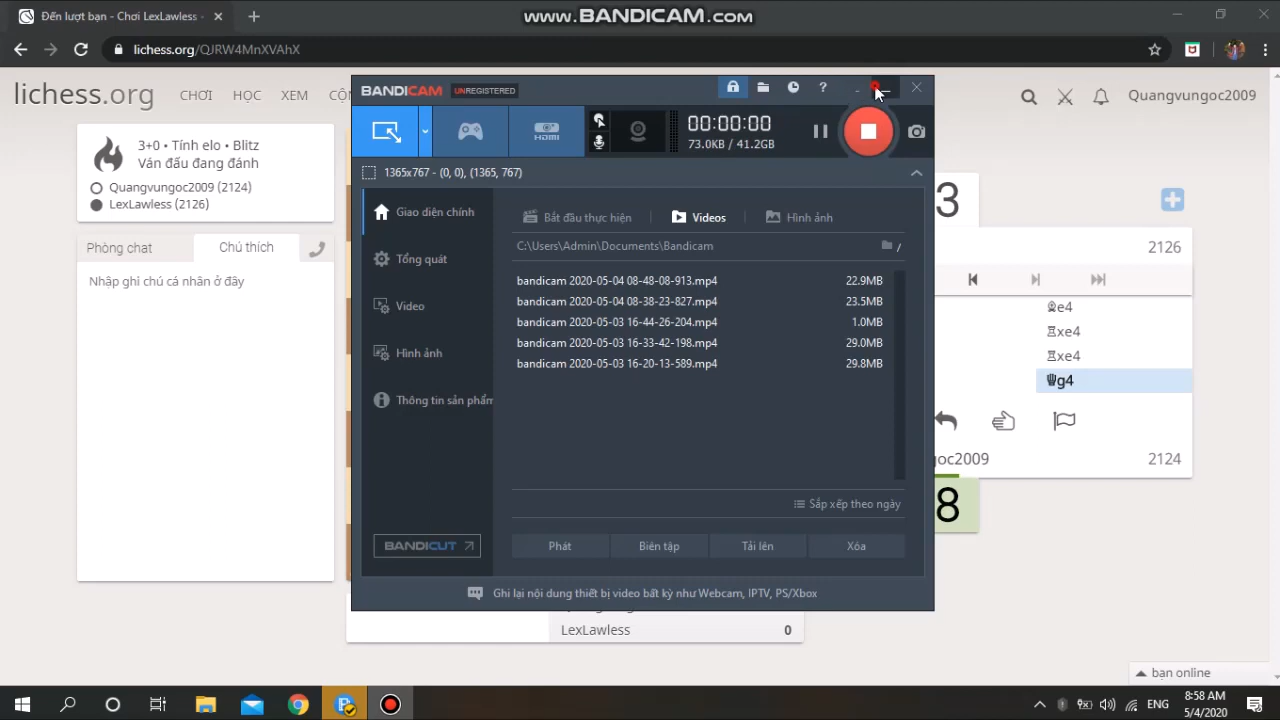 Đến lượt bạn - Chơi LexLawless -
www.BANDICAM.com
lichess.org/QJRW4MnXVAhX
lichess.org
CHƠI
HỌC
XEM
Quangvungoc2009
BANDICAM
UNREGISTERED
HDMI
00:00:00
73.0KB / 41.2GB
1365x767 - (0, 0), (1365, 767)
3+0 • Tính elo • Blitz
Ván đấu đang đánh
Quangvungoc2009 (2124)
LexLawless (2126)
Phòng chat
Chú thích
Nhập ghi chú cá nhân ở đây
Giao diện chính
Tổng quát
Video
Hình ảnh
Thông tin sản phẩm
BANDICUT
Bắt đầu thực hiện
Videos
Hình ảnh
C:\Users\Admin\Documents\Bandicam
/
bandicam 2020-05-04 08-48-08-913.mp4 22.9MB
bandicam 2020-05-04 08-38-23-827.mp4 23.5MB
bandicam 2020-05-03 16-44-26-204.mp4 1.0MB
bandicam 2020-05-03 16-33-42-198.mp4 29.0MB
bandicam 2020-05-03 16-20-13-589.mp4 29.8MB
Sắp xếp theo ngày
Phát
Biên tập
Tải lên
Xóa
Ghi lại nội dung thiết bị video bất kỳ như Webcam, IPTV, PS/Xbox
3
2126
e4
xe4
xe4
g4
goc2009
2124
8
LexLawless 0
bạn online
ENG
8:58 AM
5/4/2020